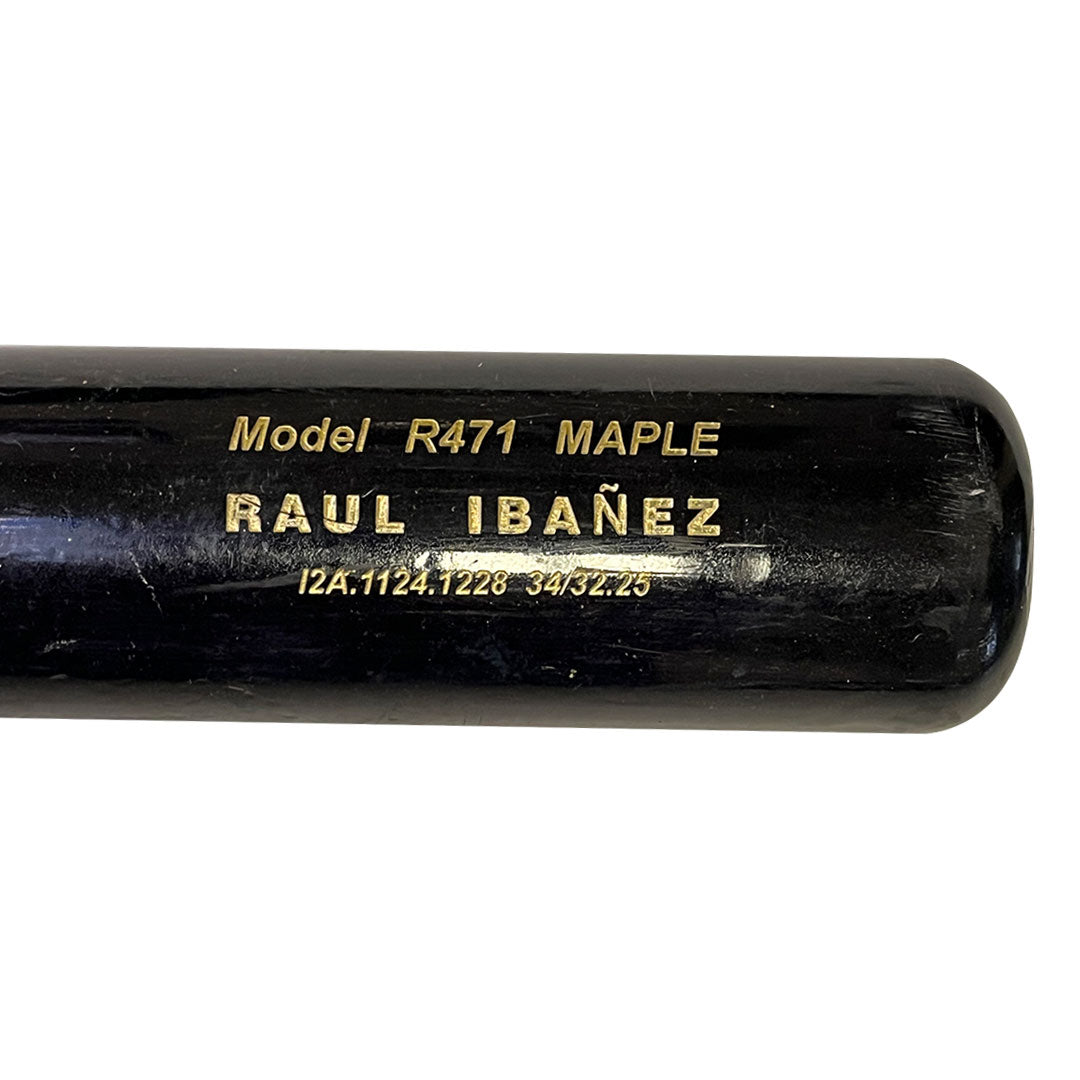 Model R471 MAPLE
RAUL IBAÑEZ
I2A.1124.1228 34/32.25